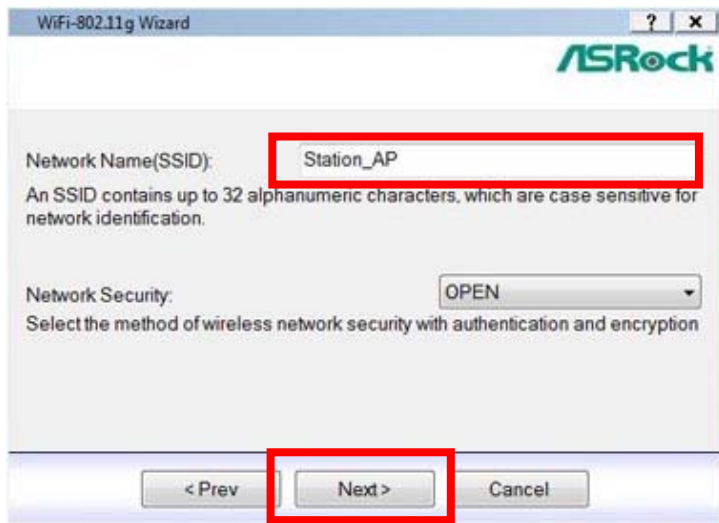 WiFi-802.11g Wizard
? x
ASRock
Network Name(SSID): Station_AP
An SSID contains up to 32 alphanumeric characters, which are case sensitive for
network identification.
Network Security: OPEN
Select the method of wireless network security with authentication and encryption
< Prev Next > Cancel